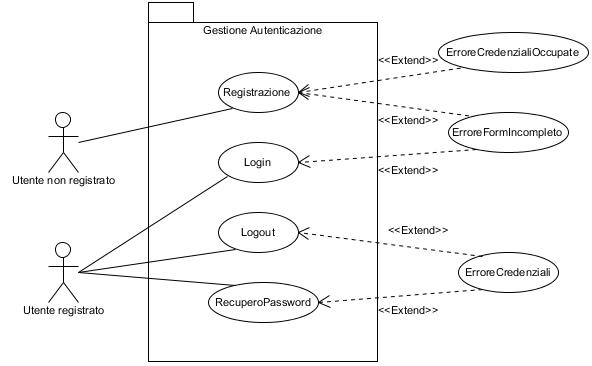 Gestione Autenticazione
<<Extend>>
ErroreCredenzialiOccupate
Registrazione
<<Extend>>
ErroreFormIncompleto
Utente non registrato
Login
<<Extend>>
Logout
<<Extend>>
ErroreCredenziali
Utente registrato
RecuperoPassword
<<Extend>>